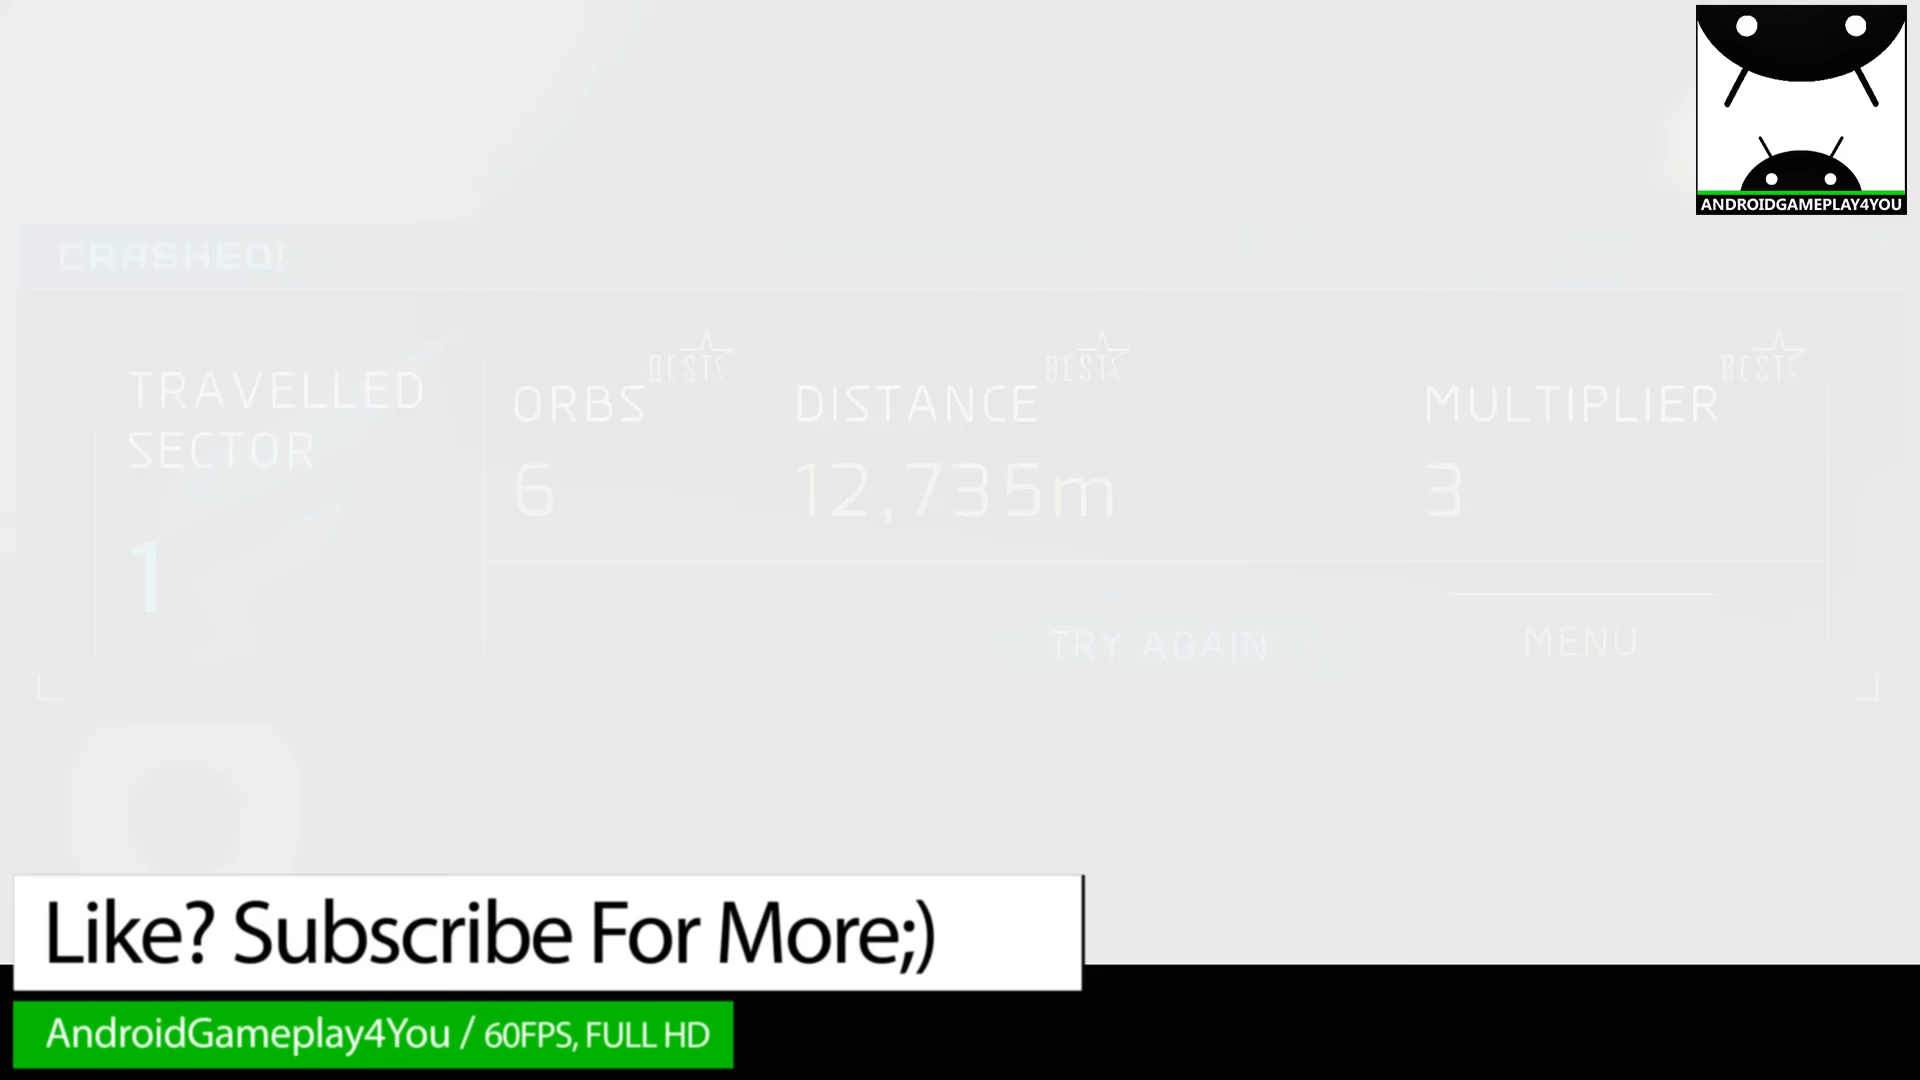 ANDROIDGAMEPLAY4YOU
CRASHED!
TRAVELLED
SECTOR
1
ORBS
BEST
6
DISTANCE
BEST
12,735m
MULTIPLIER
BEST
3
TRY AGAIN
MENU
Like? Subscribe For More;)
AndroidGameplay4You / 60FPS, FULL HD